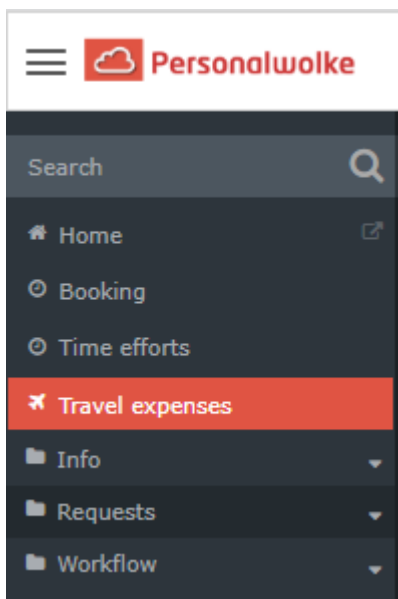 Personalwolke
Search
Home
Booking
Time efforts
Travel expenses
Info
Requests
Workflow